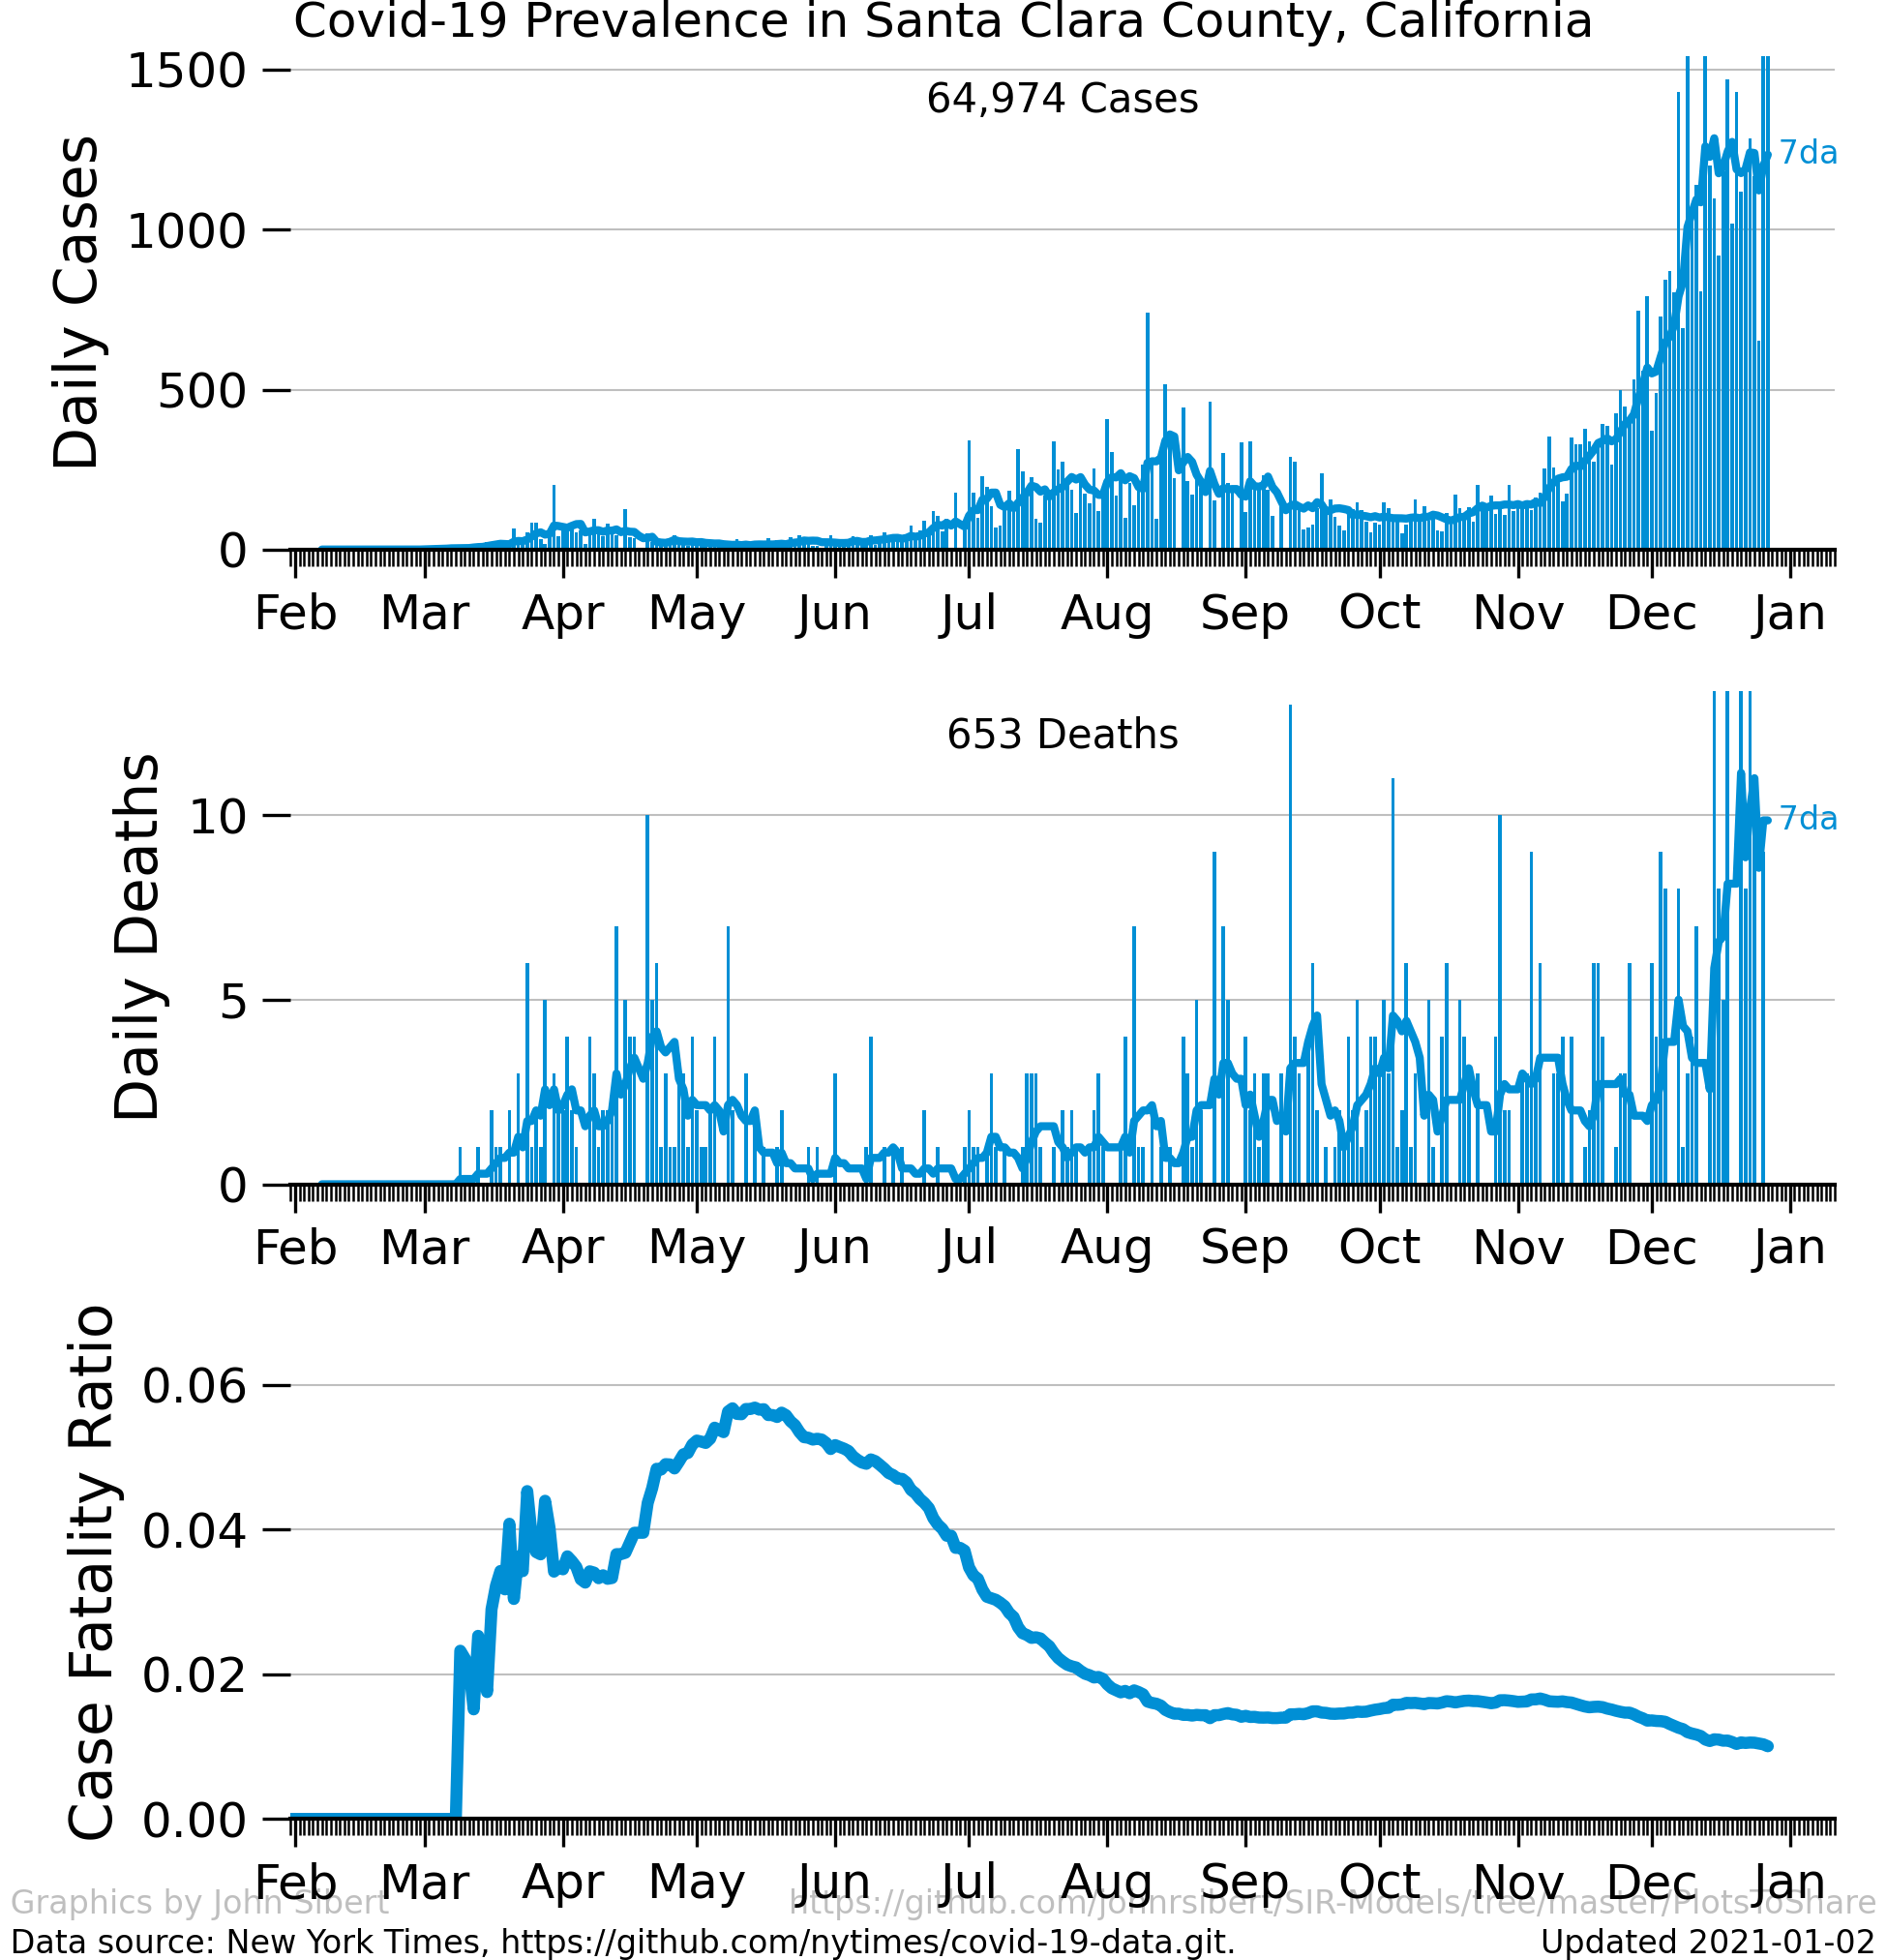 Covid-19 Prevalence in Santa Clara County, California
Daily Cases
1500
1000
500
0
64,974 Cases
7da
Feb Mar Apr May Jun Jul Aug Sep Oct Nov Dec Jan
Daily Deaths
10
5
0
653 Deaths
7da
Feb Mar Apr May Jun Jul Aug Sep Oct Nov Dec Jan
Case Fatality Ratio
0.06
0.04
0.02
0.00
Feb Mar Apr May Jun Jul Aug Sep Oct Nov Dec Jan
Graphics by John Sibert https://github.com/johnrsibert/SIR-Models/tree/master/PlotsToShare
Data source: New York Times, https://github.com/nytimes/covid-19-data.git. Updated 2021-01-02